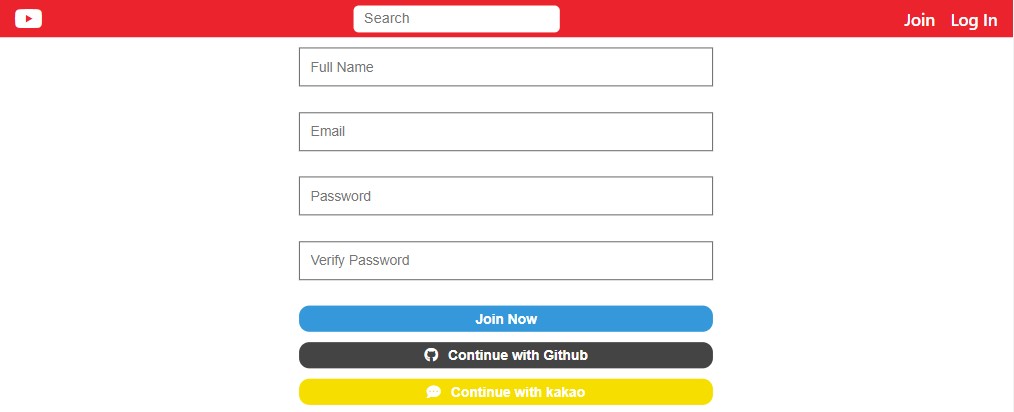 Search
Join Log In
Full Name
Email
Password
Verify Password
Join Now
Continue with Github
Continue with kakao